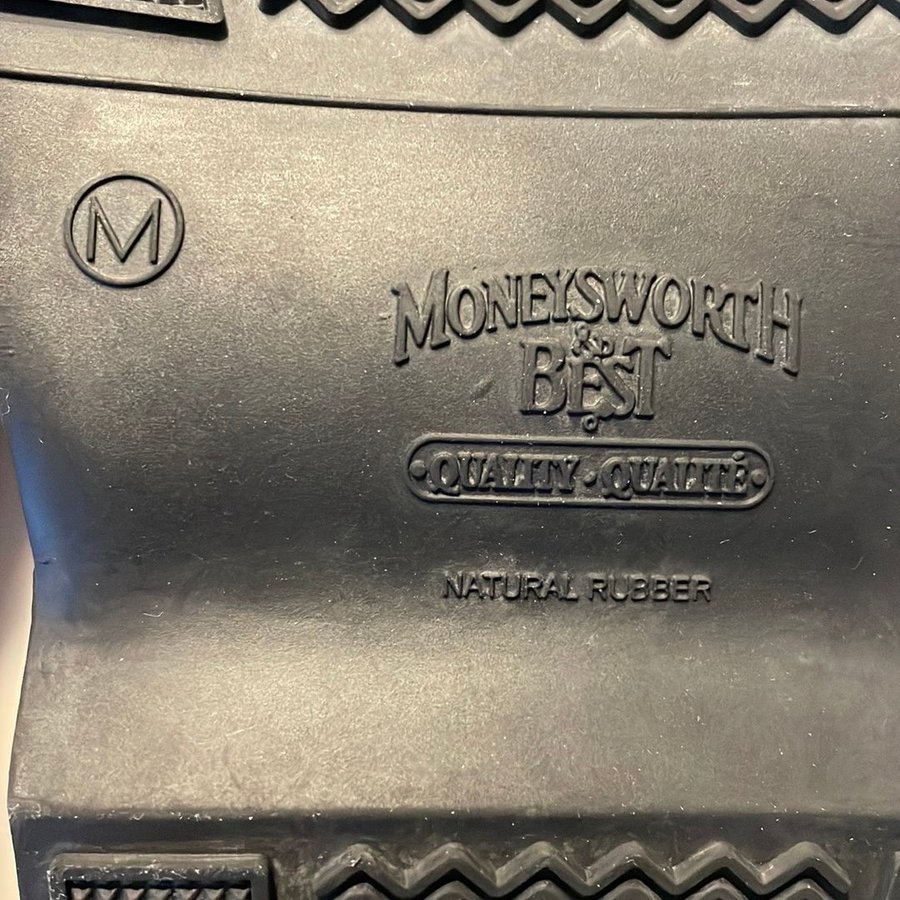 M
MONEYSWORTH
&
BEST
QUALITY · QUALITÉ
NATURAL RUBBER